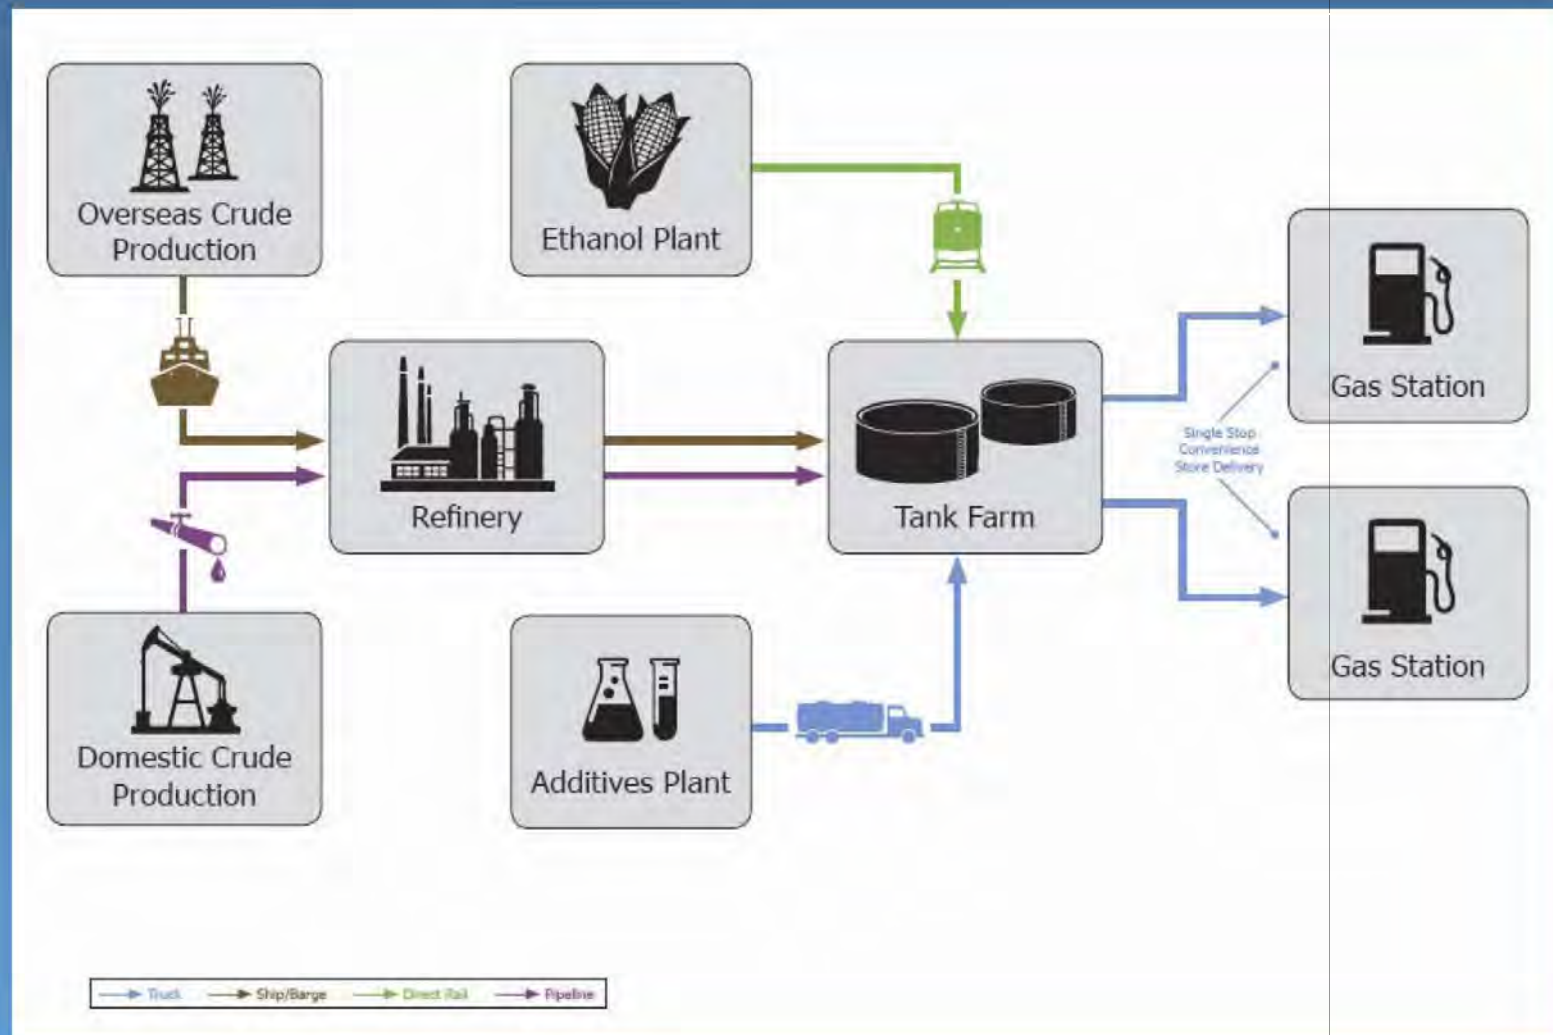 Overseas Crude
Production
Ethanol Plant
Gas Station
Refinery
Tank Farm
Single Stop
Convenience
Store Delivery
Gas Station
Domestic Crude
Production
Additives Plant
Truck
Ship/Barge
Direct Rail
Pipeline